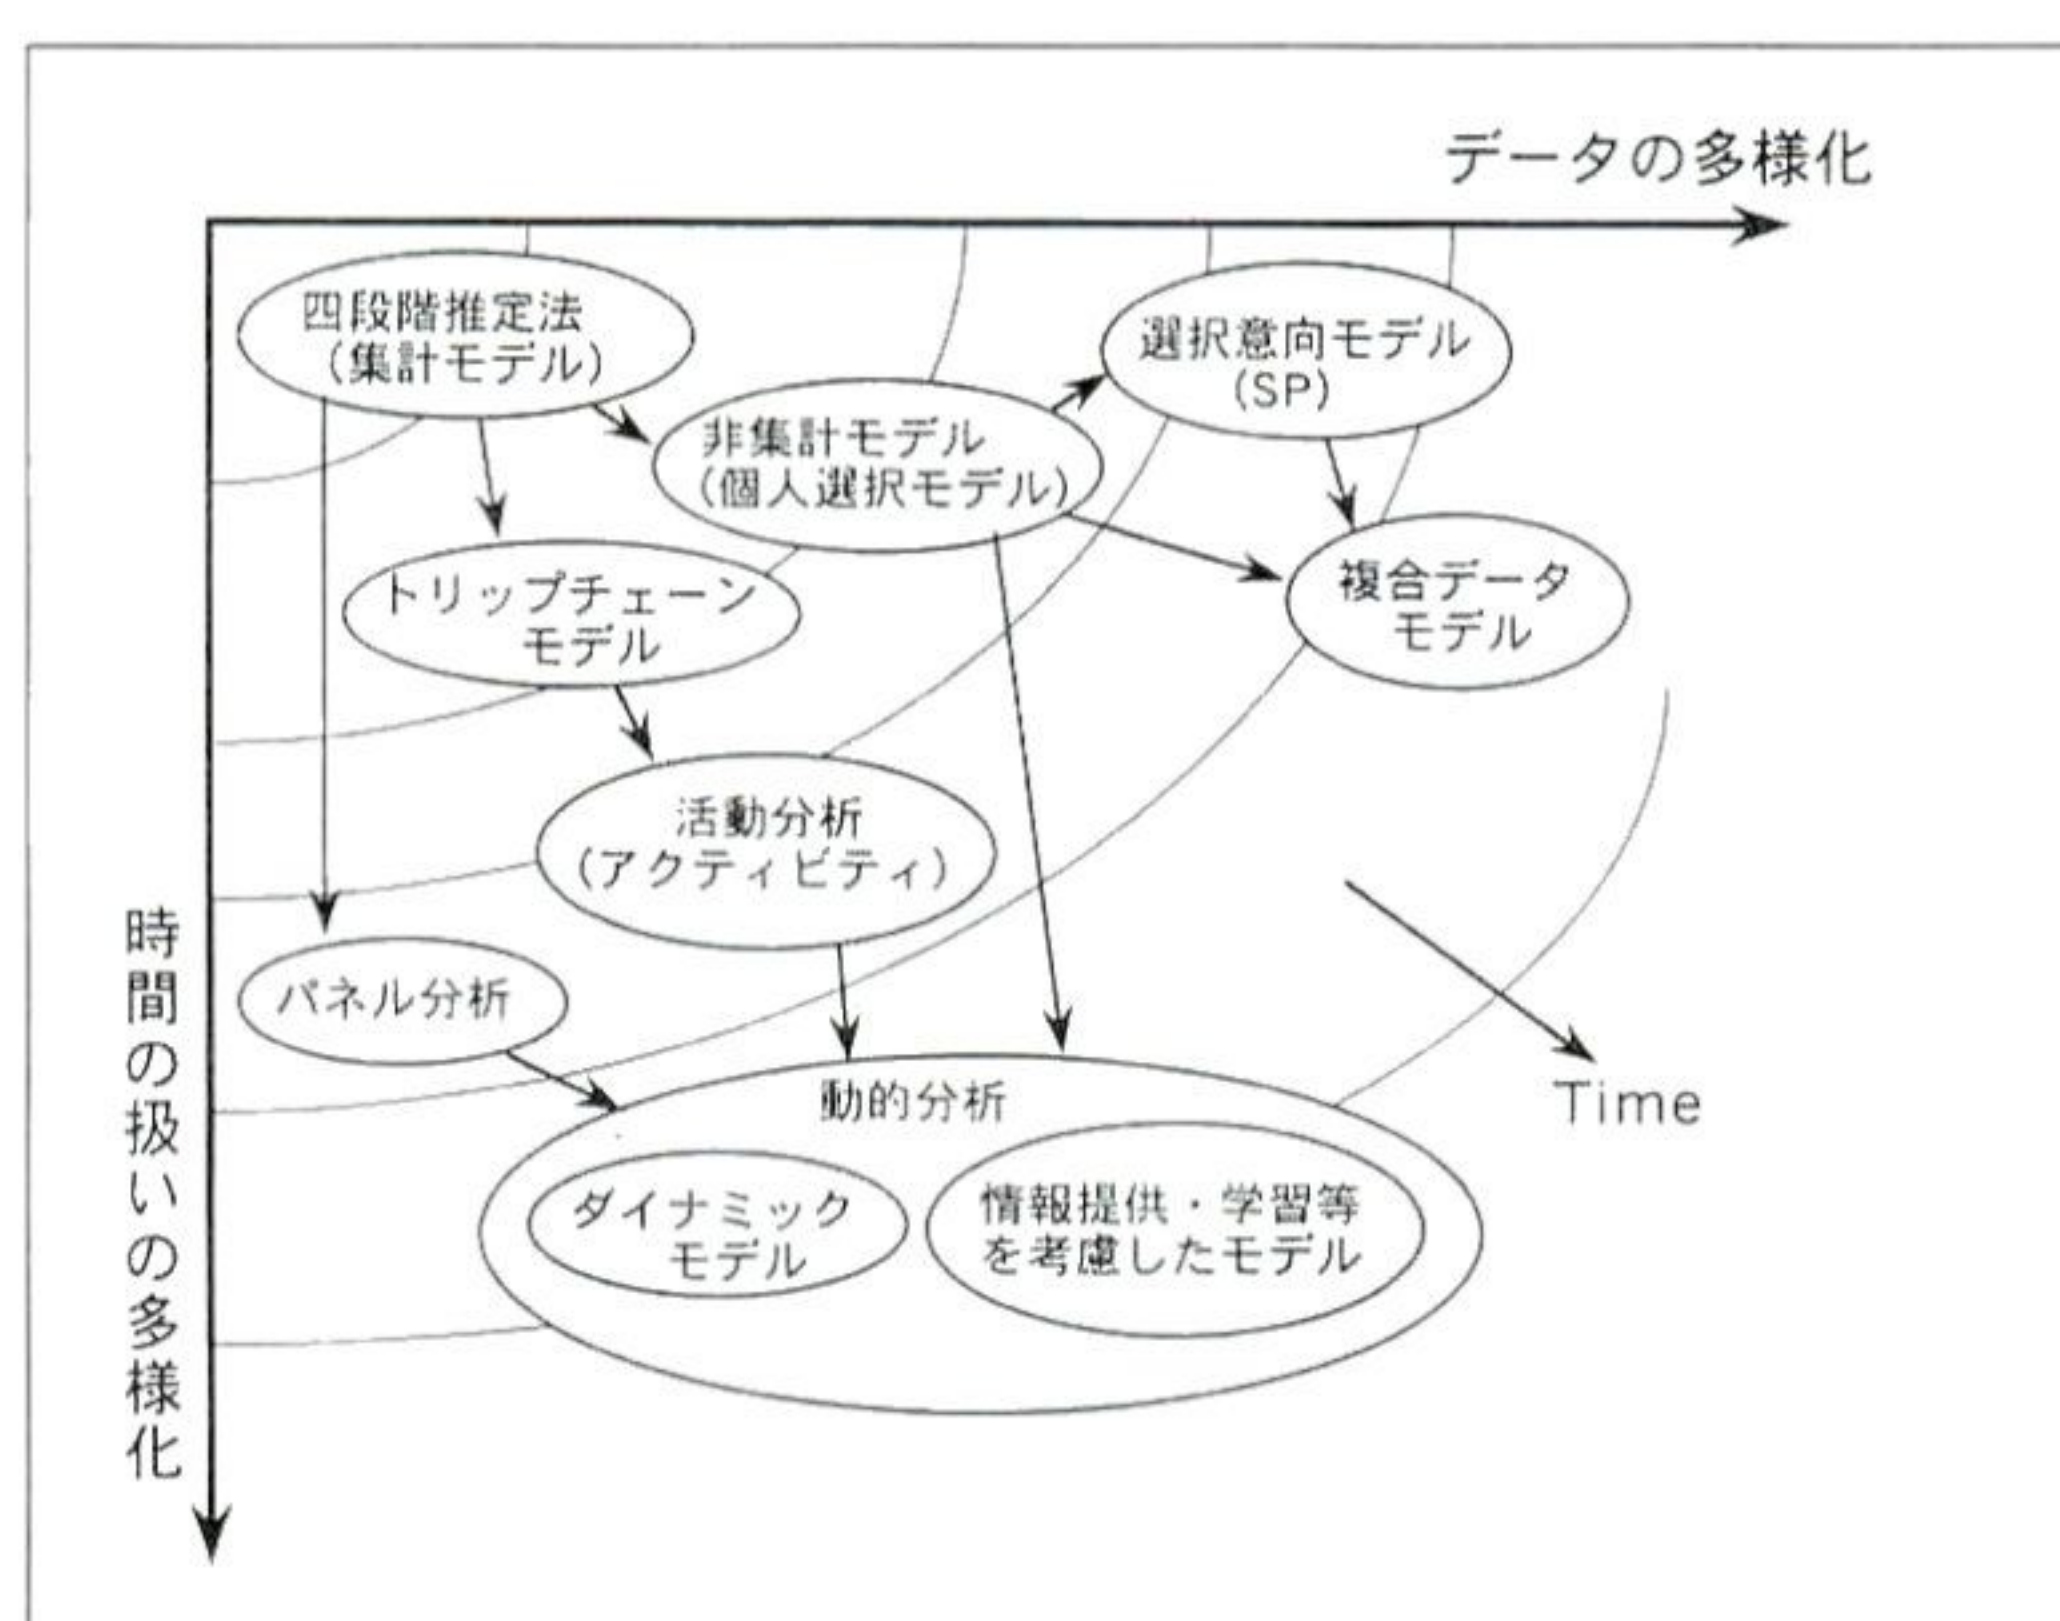 データの多様化
四段階推定法
(集計モデル)
選択意向モデル
(SP)
非集計モデル
(個人選択モデル)
トリップチェーン
モデル
複合データ
モデル
活動分析
(アクティビティ)
時間の扱いの多様化
パネル分析
動的分析
Time
ダイナミック
モデル
情報提供・学習等
を考慮したモデル